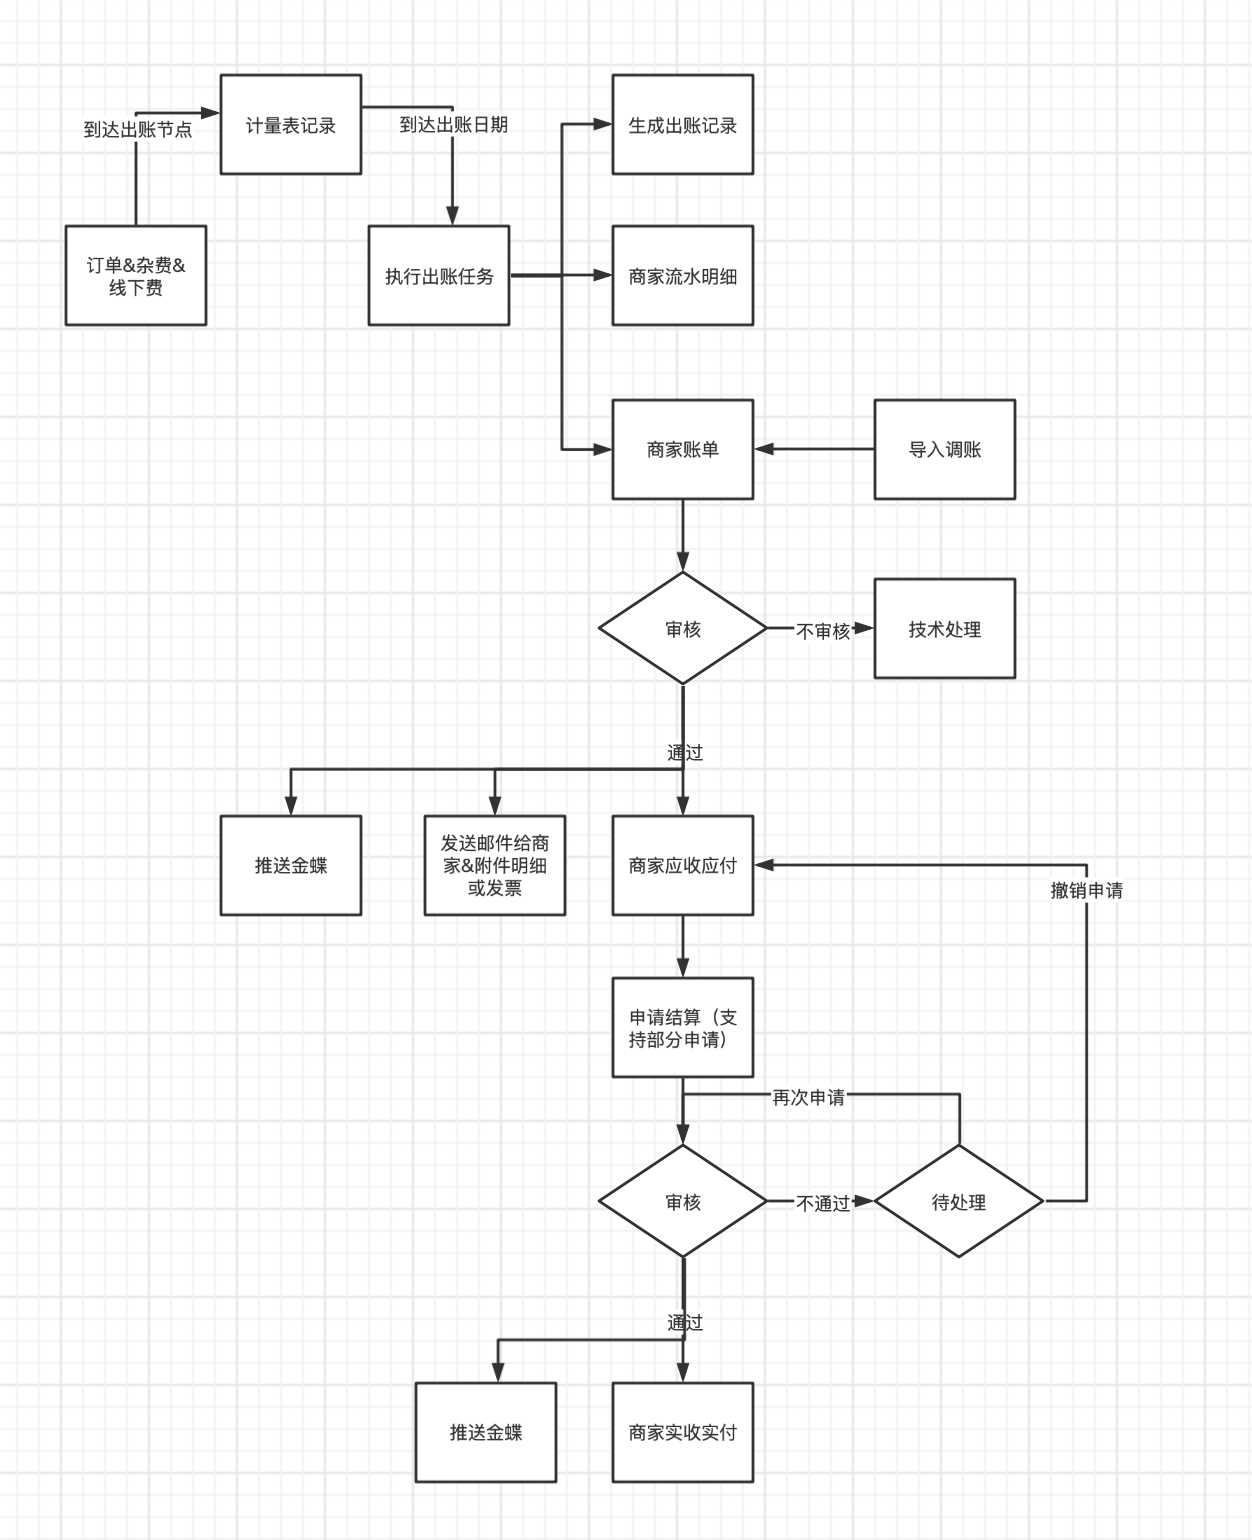 计量表记录
到达出账节点
到达出账日期
生成出账记录
订单&杂费&
线下费
执行出账任务
商家流水明细
商家账单
导入调账
审核
不审核
技术处理
通过
推送金蝶
发送邮件给商
家&附件明细
或发票
商家应收应付
撤销申请
申请结算（支
持部分申请）
再次申请
审核
不通过
待处理
通过
推送金蝶
商家实收实付